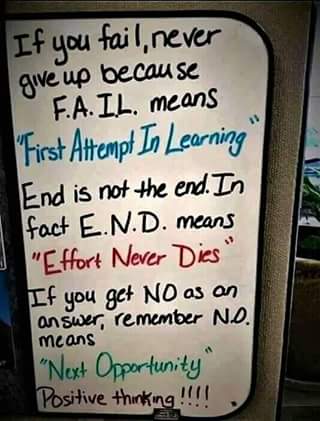 If you fail, never
give up because
F.A.IL. means
"First Attempt In Learning"
End is not the end. In
fact E.N.D. means
"Effort Never Dies"
If you get NO as an
answer, remember N.O.
means
"Next Opportunity"
Positive thinking !!!!